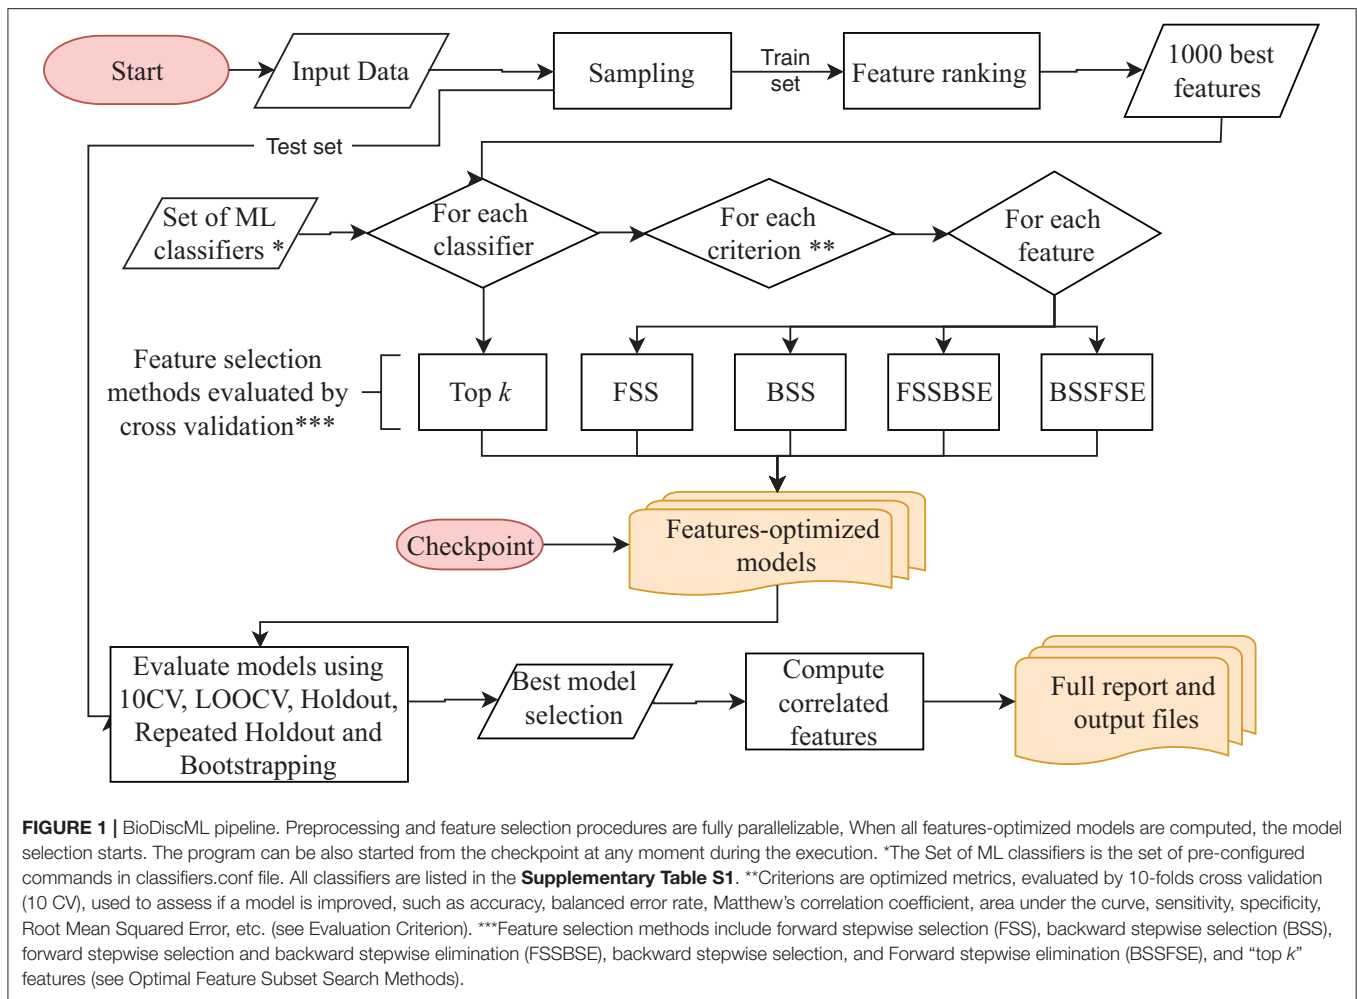 Start
Input Data
Sampling
Train
set
Feature ranking
1000 best
features
Test set
Set of ML
classifiers *
For each
classifier
For each
criterion **
For each
feature
Feature selection
methods evaluated by
cross validation***
Top k
FSS
BSS
FSSBSE
BSSFSE
Checkpoint
Features-optimized
models
Evaluate models using
10CV, LOOCV, Holdout,
Repeated Holdout and
Bootstrapping
Best model
selection
Compute
correlated
features
Full report and
output files
FIGURE 1 | BioDiscML pipeline. Preprocessing and feature selection procedures are fully parallelizable, When all features-optimized models are computed, the model
selection starts. The program can be also started from the checkpoint at any moment during the execution. *The Set of ML classifiers is the set of pre-configured
commands in classifiers.conf file. All classifiers are listed in the Supplementary Table S1. **Criterions are optimized metrics, evaluated by 10-folds cross validation
(10 CV), used to assess if a model is improved, such as accuracy, balanced error rate, Matthew's correlation coefficient, area under the curve, sensitivity, specificity,
Root Mean Squared Error, etc. (see Evaluation Criterion). ***Feature selection methods include forward stepwise selection (FSS), backward stepwise selection (BSS),
forward stepwise selection and backward stepwise elimination (FSSBSE), backward stepwise selection, and Forward stepwise elimination (BSSFSE), and "top k"
features (see Optimal Feature Subset Search Methods).